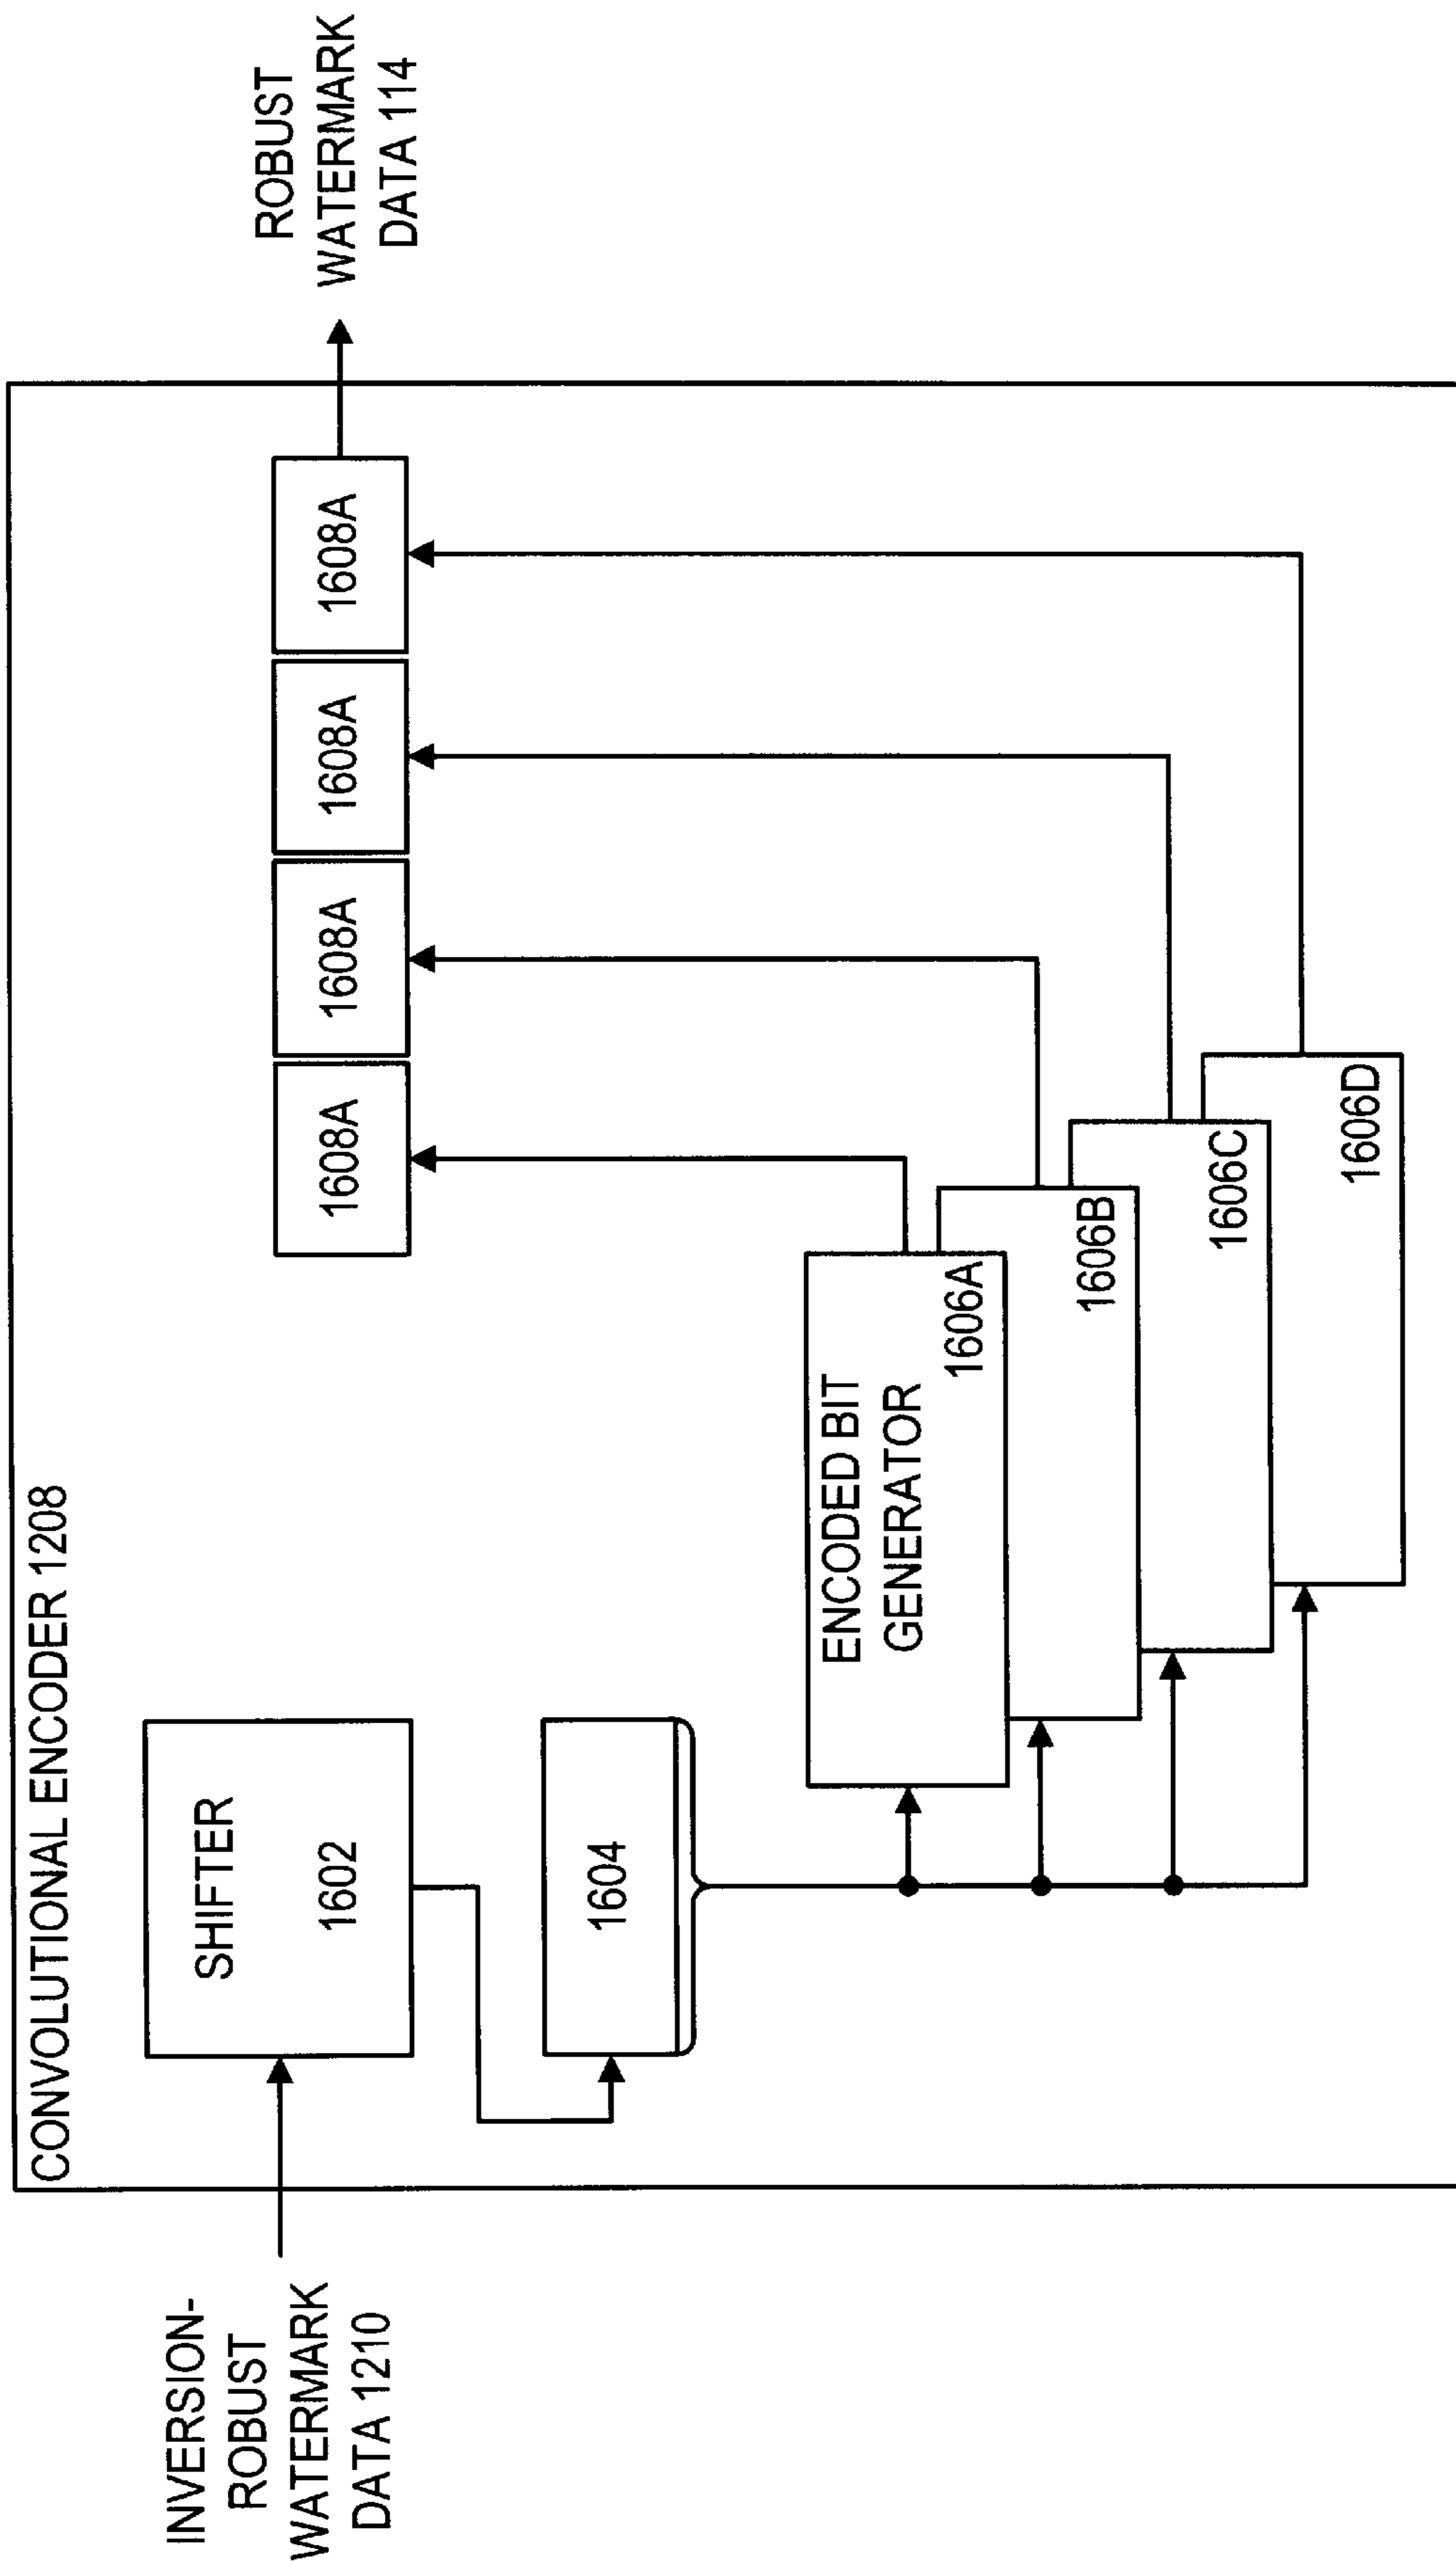 CONVOLUTIONAL ENCODER 1208
INVERSION-
ROBUST
WATERMARK
DATA 1210
SHIFTER
1602
1604
ENCODED BIT
GENERATOR
1606A
1606B
1606C
1606D
1608A
1608A
1608A
1608A
ROBUST
WATERMARK
DATA 114